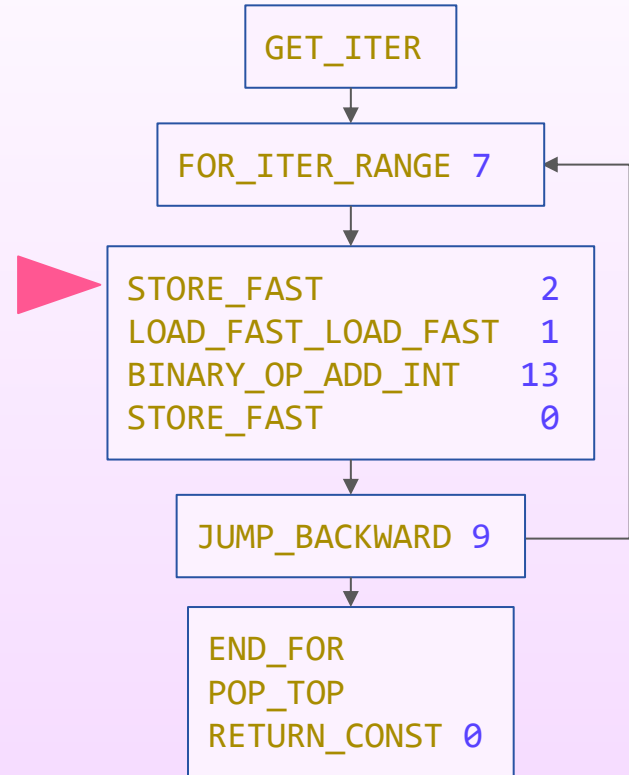 GET_ITER
FOR_ITER_RANGE 7
STORE_FAST 2
LOAD_FAST_LOAD_FAST 1
BINARY_OP_ADD_INT 13
STORE_FAST 0
JUMP_BACKWARD 9
END_FOR
POP_TOP
RETURN_CONST 0